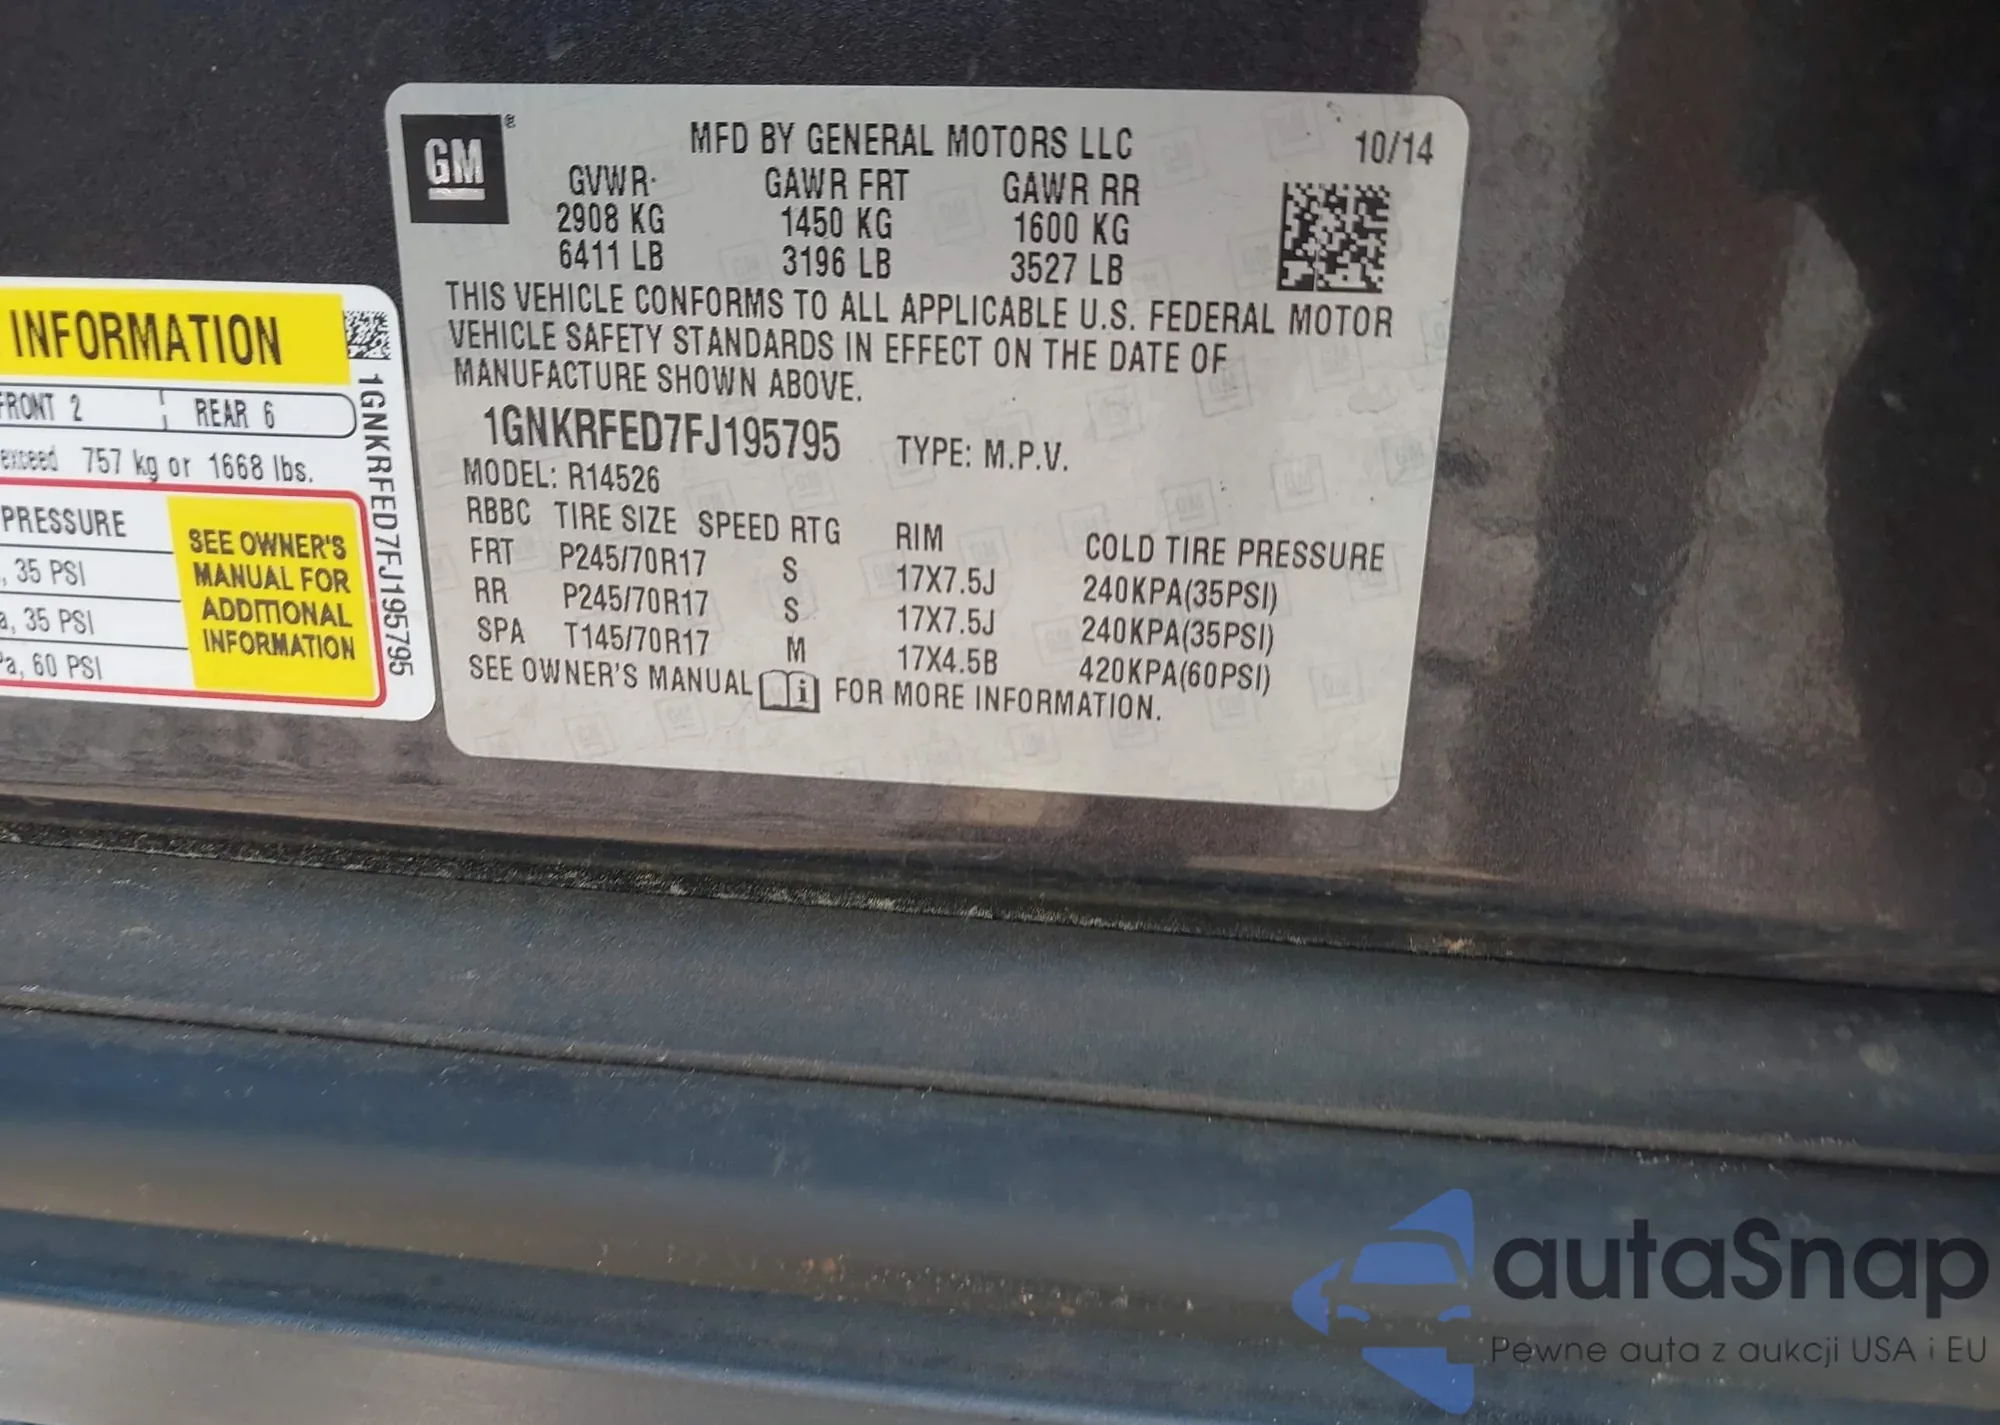 GM ®
MFD BY GENERAL MOTORS LLC 10/14
GVWR GAWR FRT GAWR RR
2908 KG 1450 KG 1600 KG
6411 LB 3196 LB 3527 LB
THIS VEHICLE CONFORMS TO ALL APPLICABLE U.S. FEDERAL MOTOR
VEHICLE SAFETY STANDARDS IN EFFECT ON THE DATE OF
MANUFACTURE SHOWN ABOVE.
1GNKRFED7FJ195795 TYPE: M.P.V.
MODEL: R14526
RBBC TIRE SIZE SPEED RTG RIM COLD TIRE PRESSURE
FRT P245/70R17 S 17X7.5J 240KPA(35PSI)
RR P245/70R17 S 17X7.5J 240KPA(35PSI)
SPA T145/70R17 M 17X4.5B 420KPA(60PSI)
SEE OWNER'S MANUAL i FOR MORE INFORMATION.
INFORMATION
FRONT 2 REAR 6
exceed 757 kg or 1668 lbs.
PRESSURE
, 35 PSI
a, 35 PSI
Pa, 60 PSI
SEE OWNER'S
MANUAL FOR
ADDITIONAL
INFORMATION
1GNKRFED7FJ195795
autaSnap
Pewne auta z aukcji USA i EU